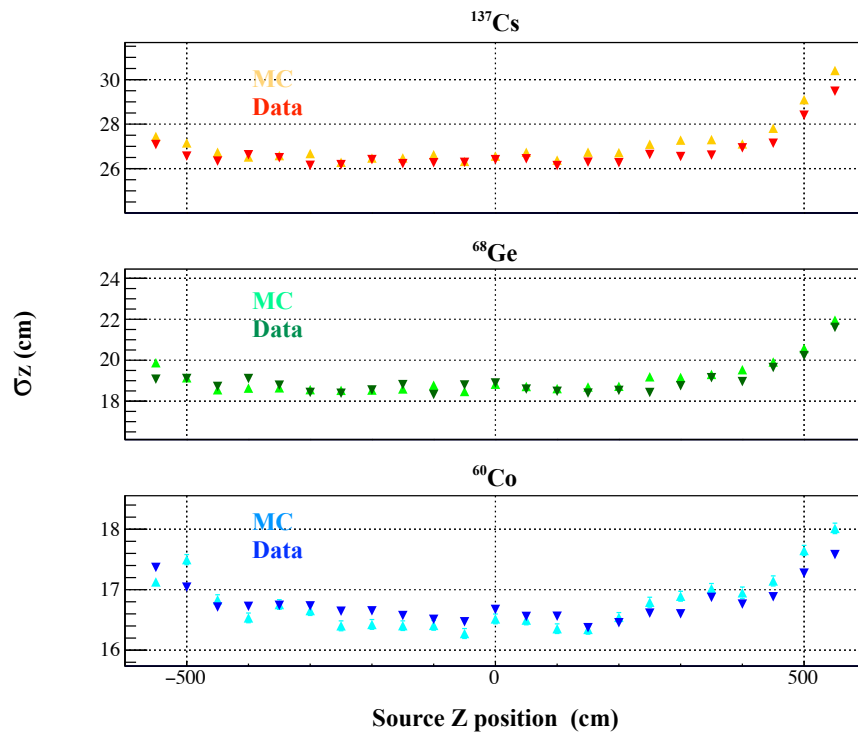 ¹³⁷Cs
30
28
26
MC
Data
⁶⁸Ge
24
22
20
18
MC
Data
σz (cm)
⁶⁰Co
18
17
16
MC
Data
−500
0
500
Source Z position (cm)